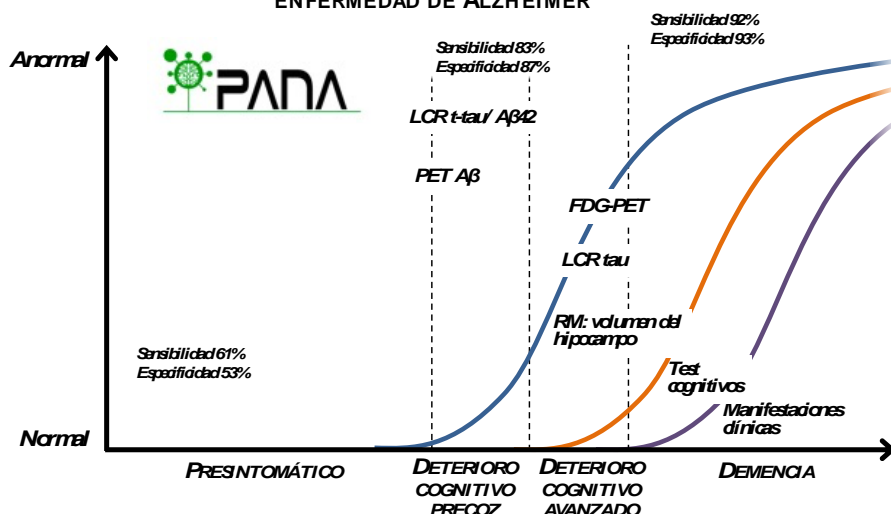 ENFERMEDAD DE ALZHEIMER
Sensibilidad 92%
Especificidad 93%
Sensibilidad 83%
Especificidad 87%
Anormal
PANA
LCR t-tau/ Aβ42
PET Aβ
FDG-PET
LCR tau
RM: volumen del
hipocampo
Sensibilidad 61%
Especificidad 53%
Test
cognitivos
Manifestaciones
clínicas
Normal
PRESINTOMÁTICO
DETERIORO
COGNITIVO
PRECOZ
DETERIORO
COGNITIVO
AVANZADO
DEMENCIA